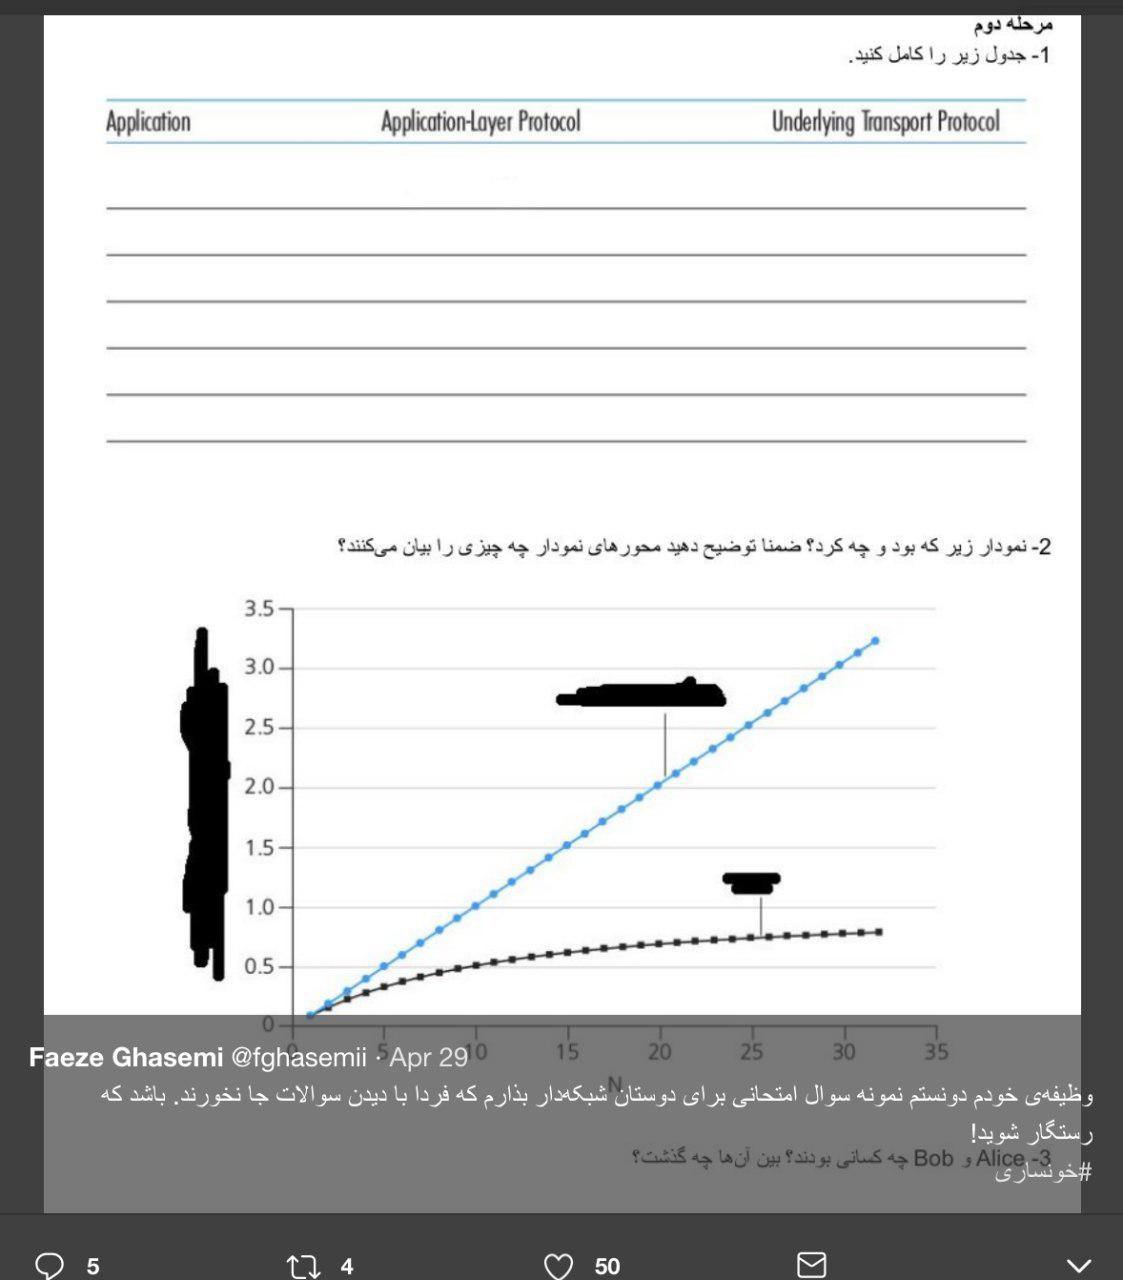 مرحله دوم
1- جدول زیر را کامل کنید.
Application Application-Layer Protocol Underlying Transport Protocol
2- نمودار زیر که بود و چه کرد؟ ضمنا توضیح دهید محورهای نمودار چه چیزی را بیان می‌کنند؟
3.5
3.0
2.5
2.0
1.5
1.0
0.5
0
0 5 10 15 20 25 30 35
N
Faeze Ghasemi @fghasemii · Apr 29
وظیفه‌ی خودم دونستم نمونه سوال امتحانی برای دوستان شبکه‌دار بذارم که فردا با دیدن سوالات جا نخورند. باشد که
رستگار شوید!
3- Alice و Bob چه کسانی بودند؟ بین آن‌ها چه گذشت؟
#خونساری
5 4 50